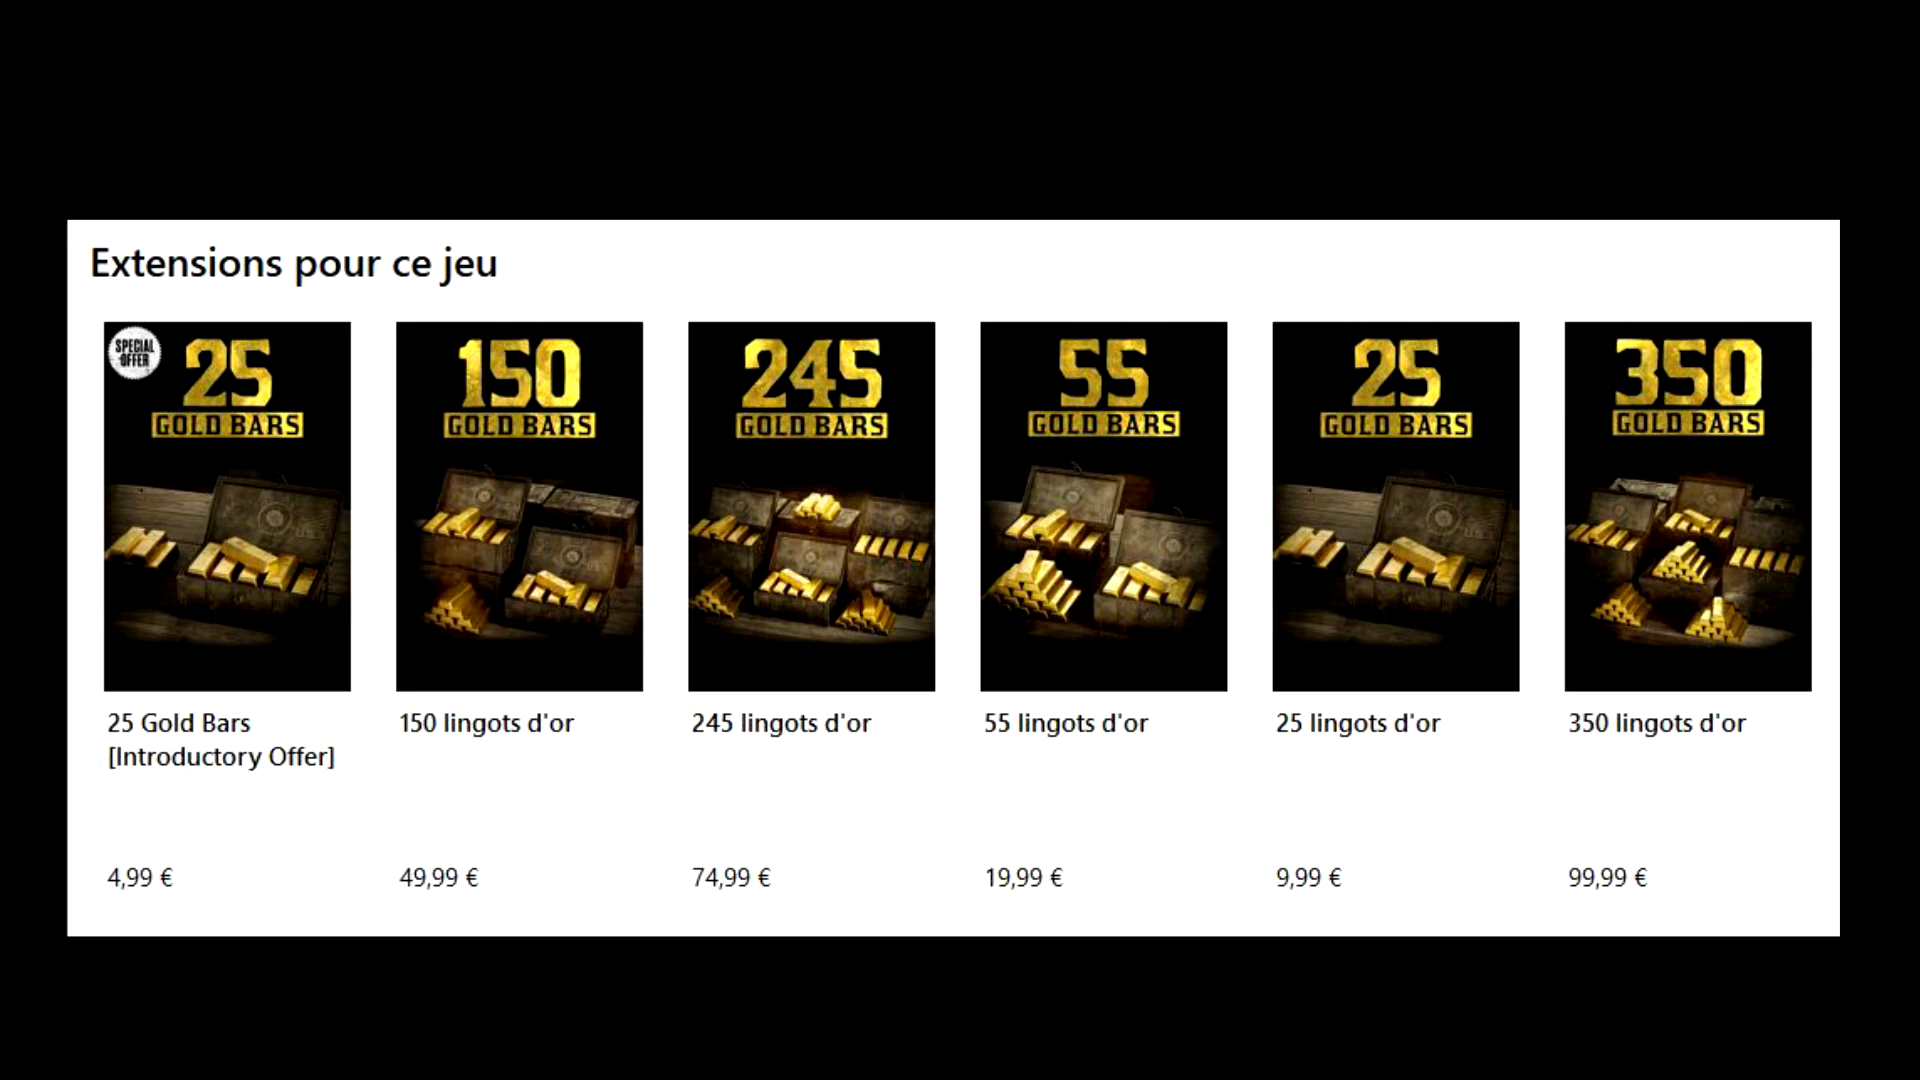 Extensions pour ce jeu
SPECIAL
OFFER
25
GOLD BARS
150
GOLD BARS
245
GOLD BARS
55
GOLD BARS
25
GOLD BARS
350
GOLD BARS
25 Gold Bars
[Introductory Offer]
4,99 €
150 lingots d'or
49,99 €
245 lingots d'or
74,99 €
55 lingots d'or
19,99 €
25 lingots d'or
9,99 €
350 lingots d'or
99,99 €